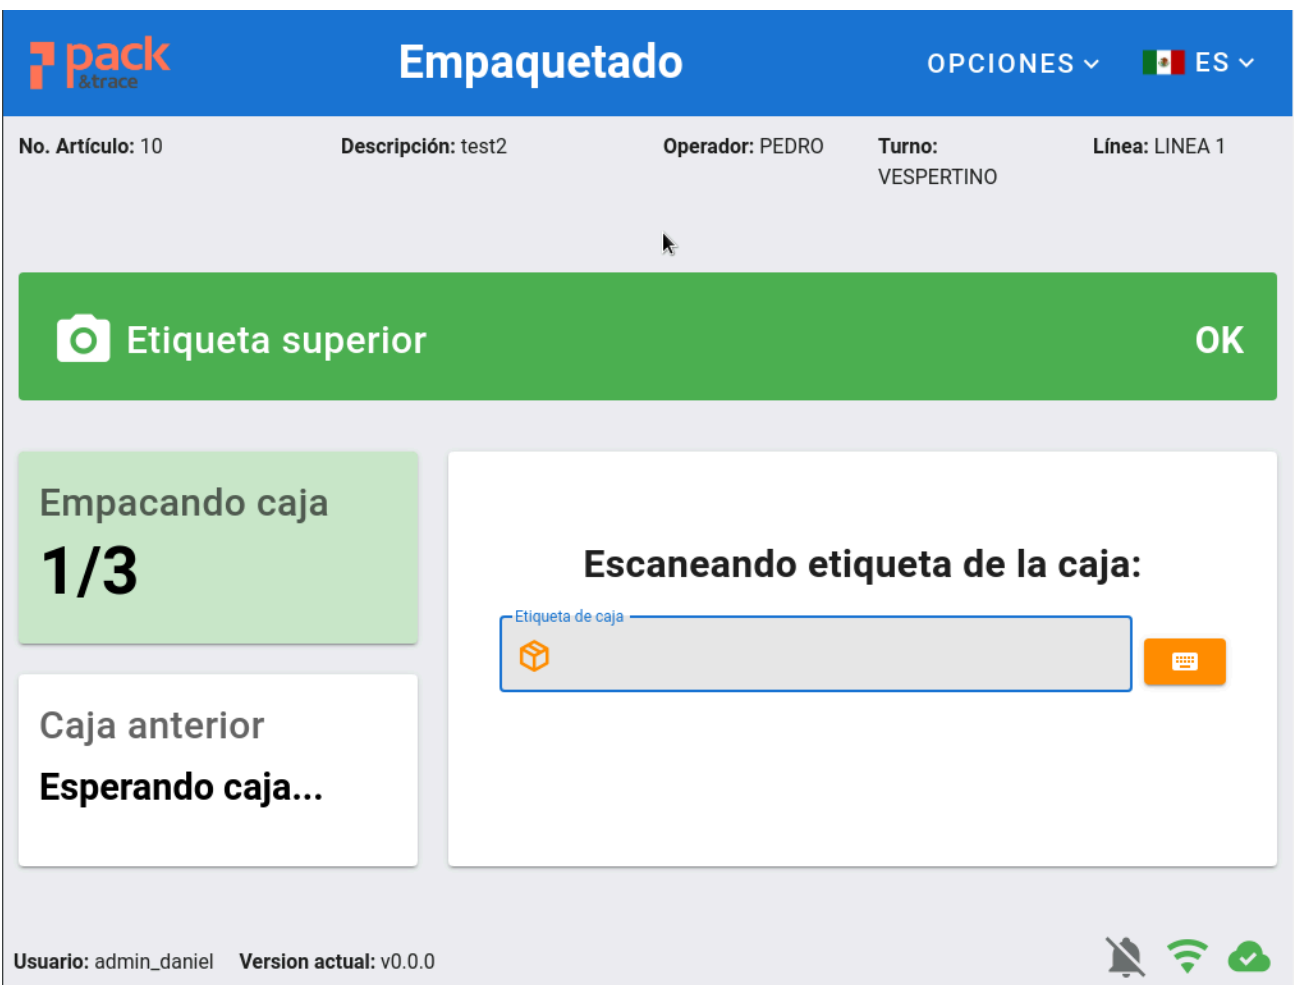 pack
&trace
Empaquetado
OPCIONES
ES
No. Artículo: 10
Descripción: test2
Operador: PEDRO
Turno:
VESPERTINO
Línea: LINEA 1
Etiqueta superior
OK
Empacando caja
1/3
Caja anterior
Esperando caja...
Escaneando etiqueta de la caja:
Etiqueta de caja
Usuario: admin_daniel
Version actual: v0.0.0